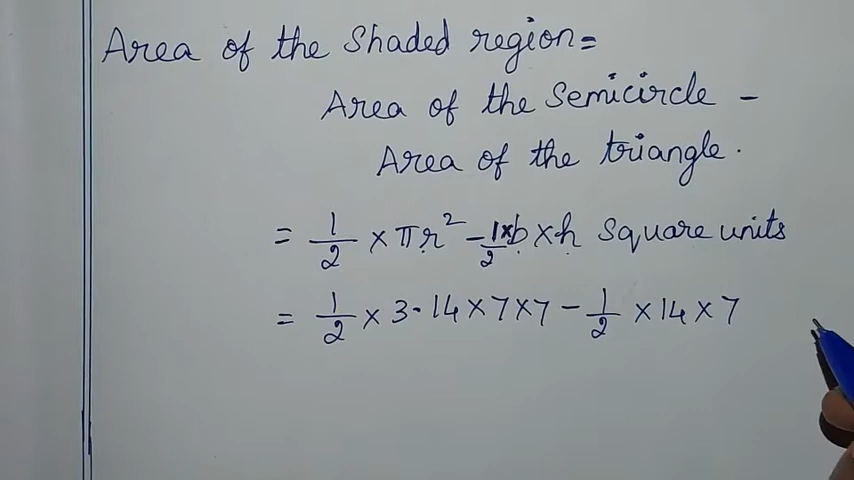 Area of the Shaded region=
Area of the Semicircle -
Area of the triangle.
= 1/2 × πr² - 1/2 × b × h Square units
= 1/2 × 3.14 × 7 × 7 - 1/2 × 14 × 7